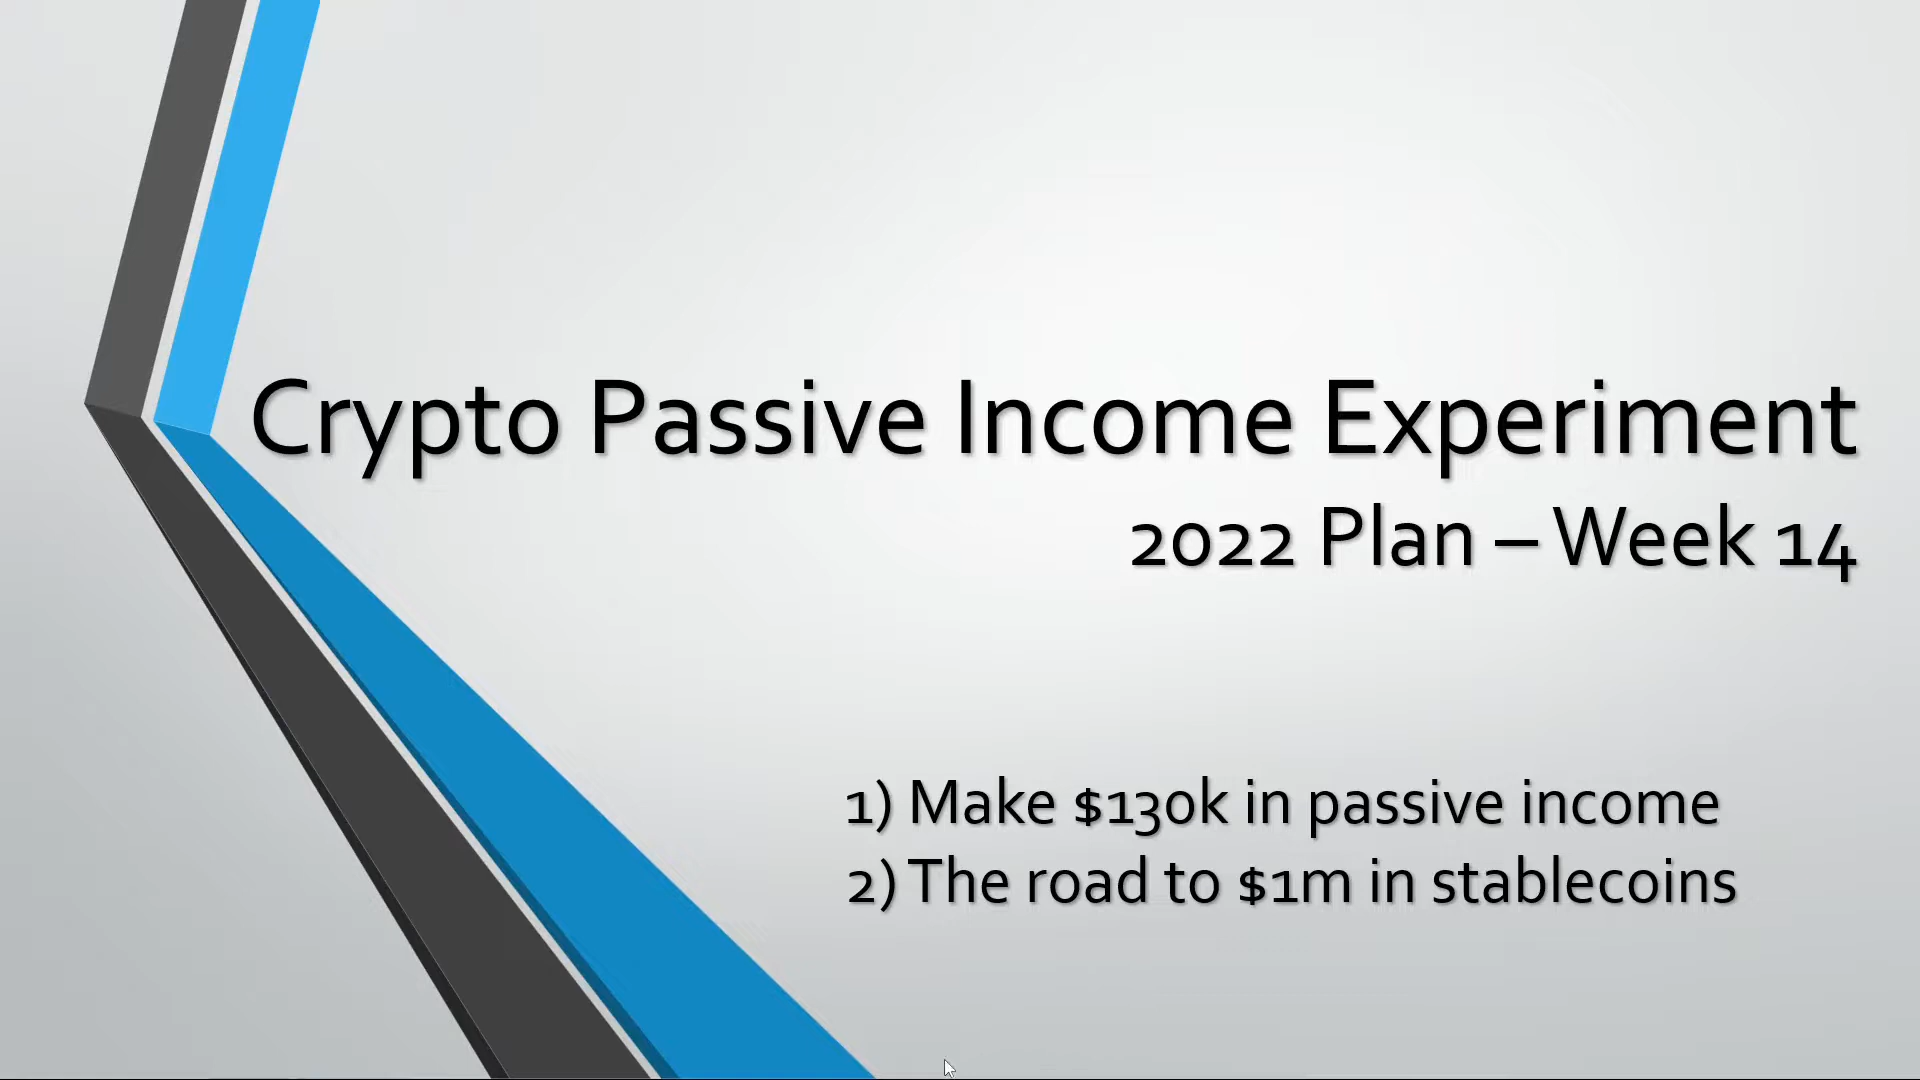 Crypto Passive Income Experiment
2022 Plan – Week 14
1) Make $130k in passive income
2) The road to $1m in stablecoins